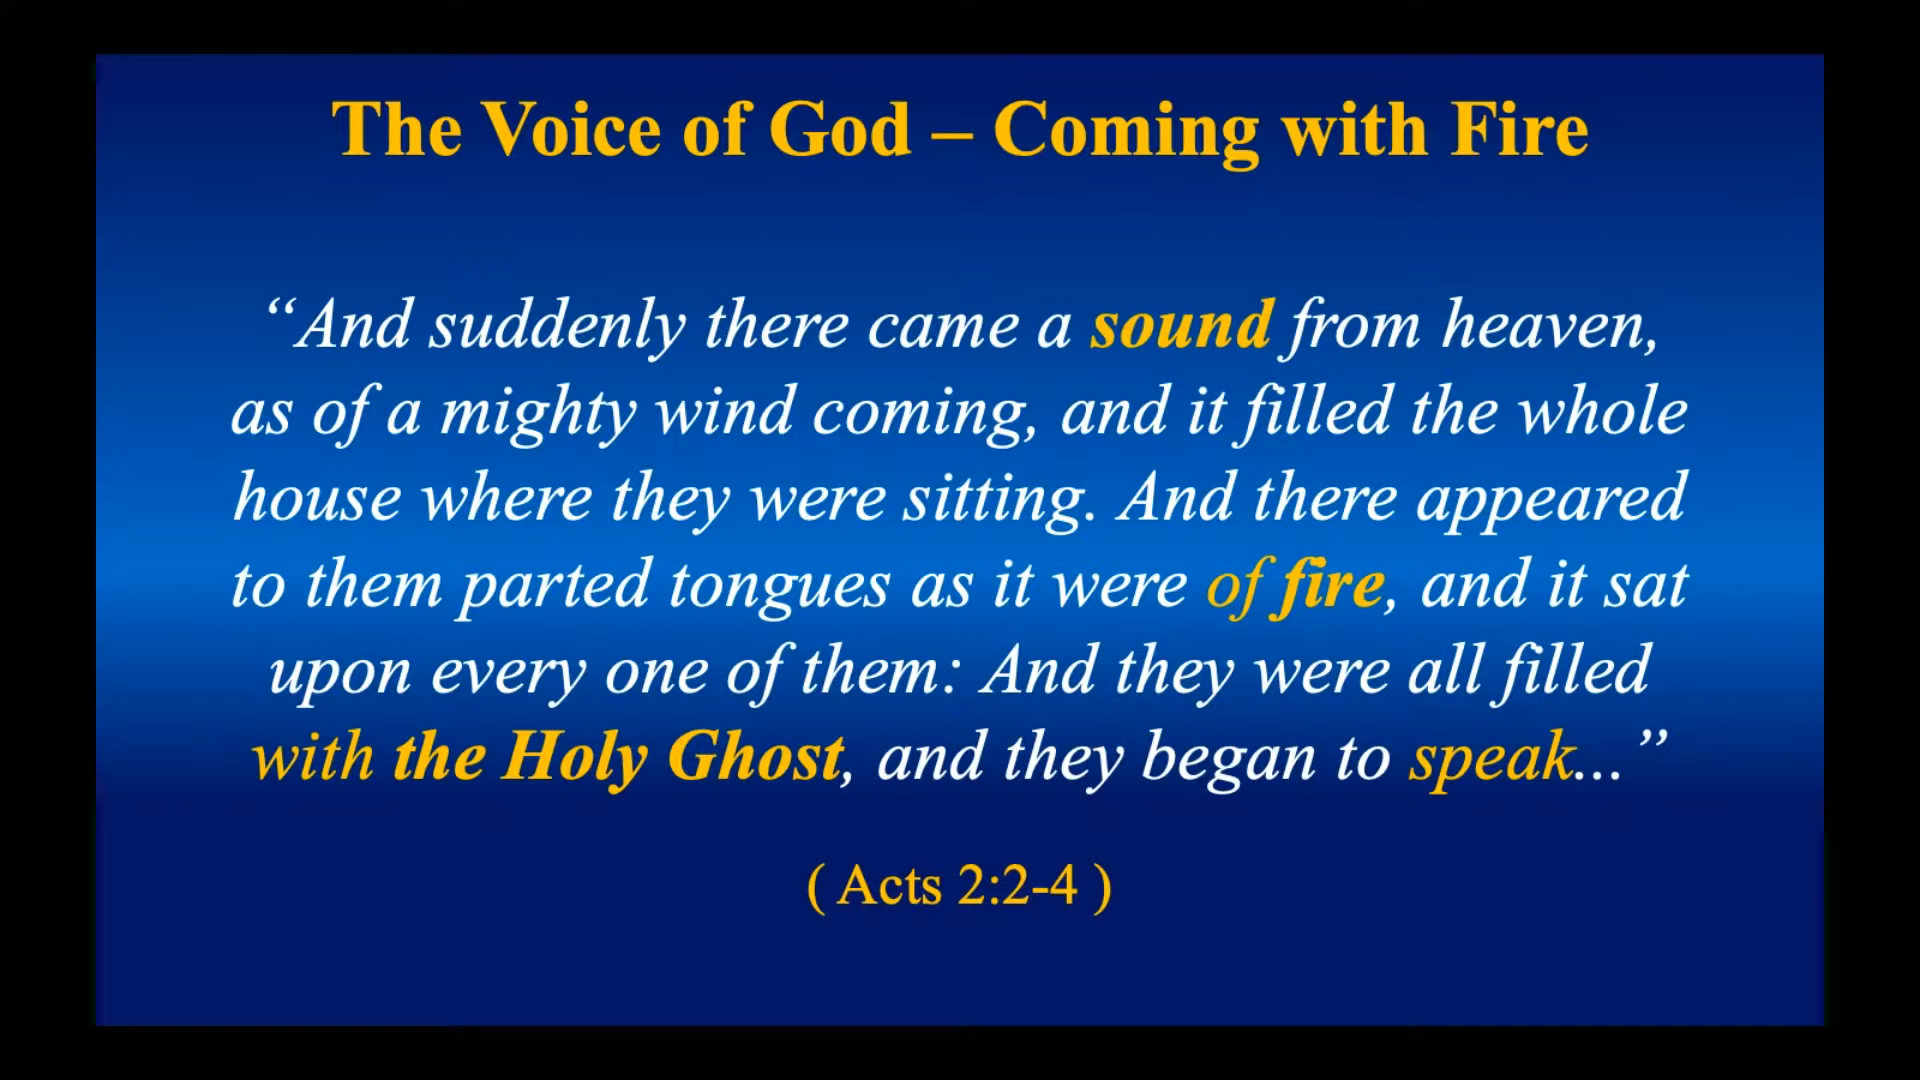 The Voice of God – Coming with Fire
“And suddenly there came a sound from heaven,
as of a mighty wind coming, and it filled the whole
house where they were sitting. And there appeared
to them parted tongues as it were of fire, and it sat
upon every one of them: And they were all filled
with the Holy Ghost, and they began to speak...”
( Acts 2:2-4 )